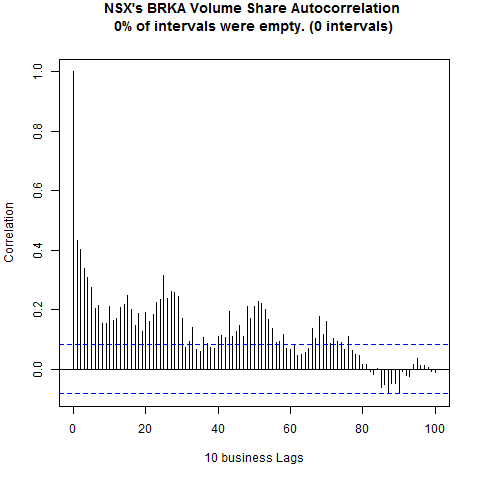 NSX's BRKA Volume Share Autocorrelation
0% of intervals were empty. (0 intervals)
1.0
0.8
0.6
0.4
0.2
0.0
Correlation
0 20 40 60 80 100
10 business Lags